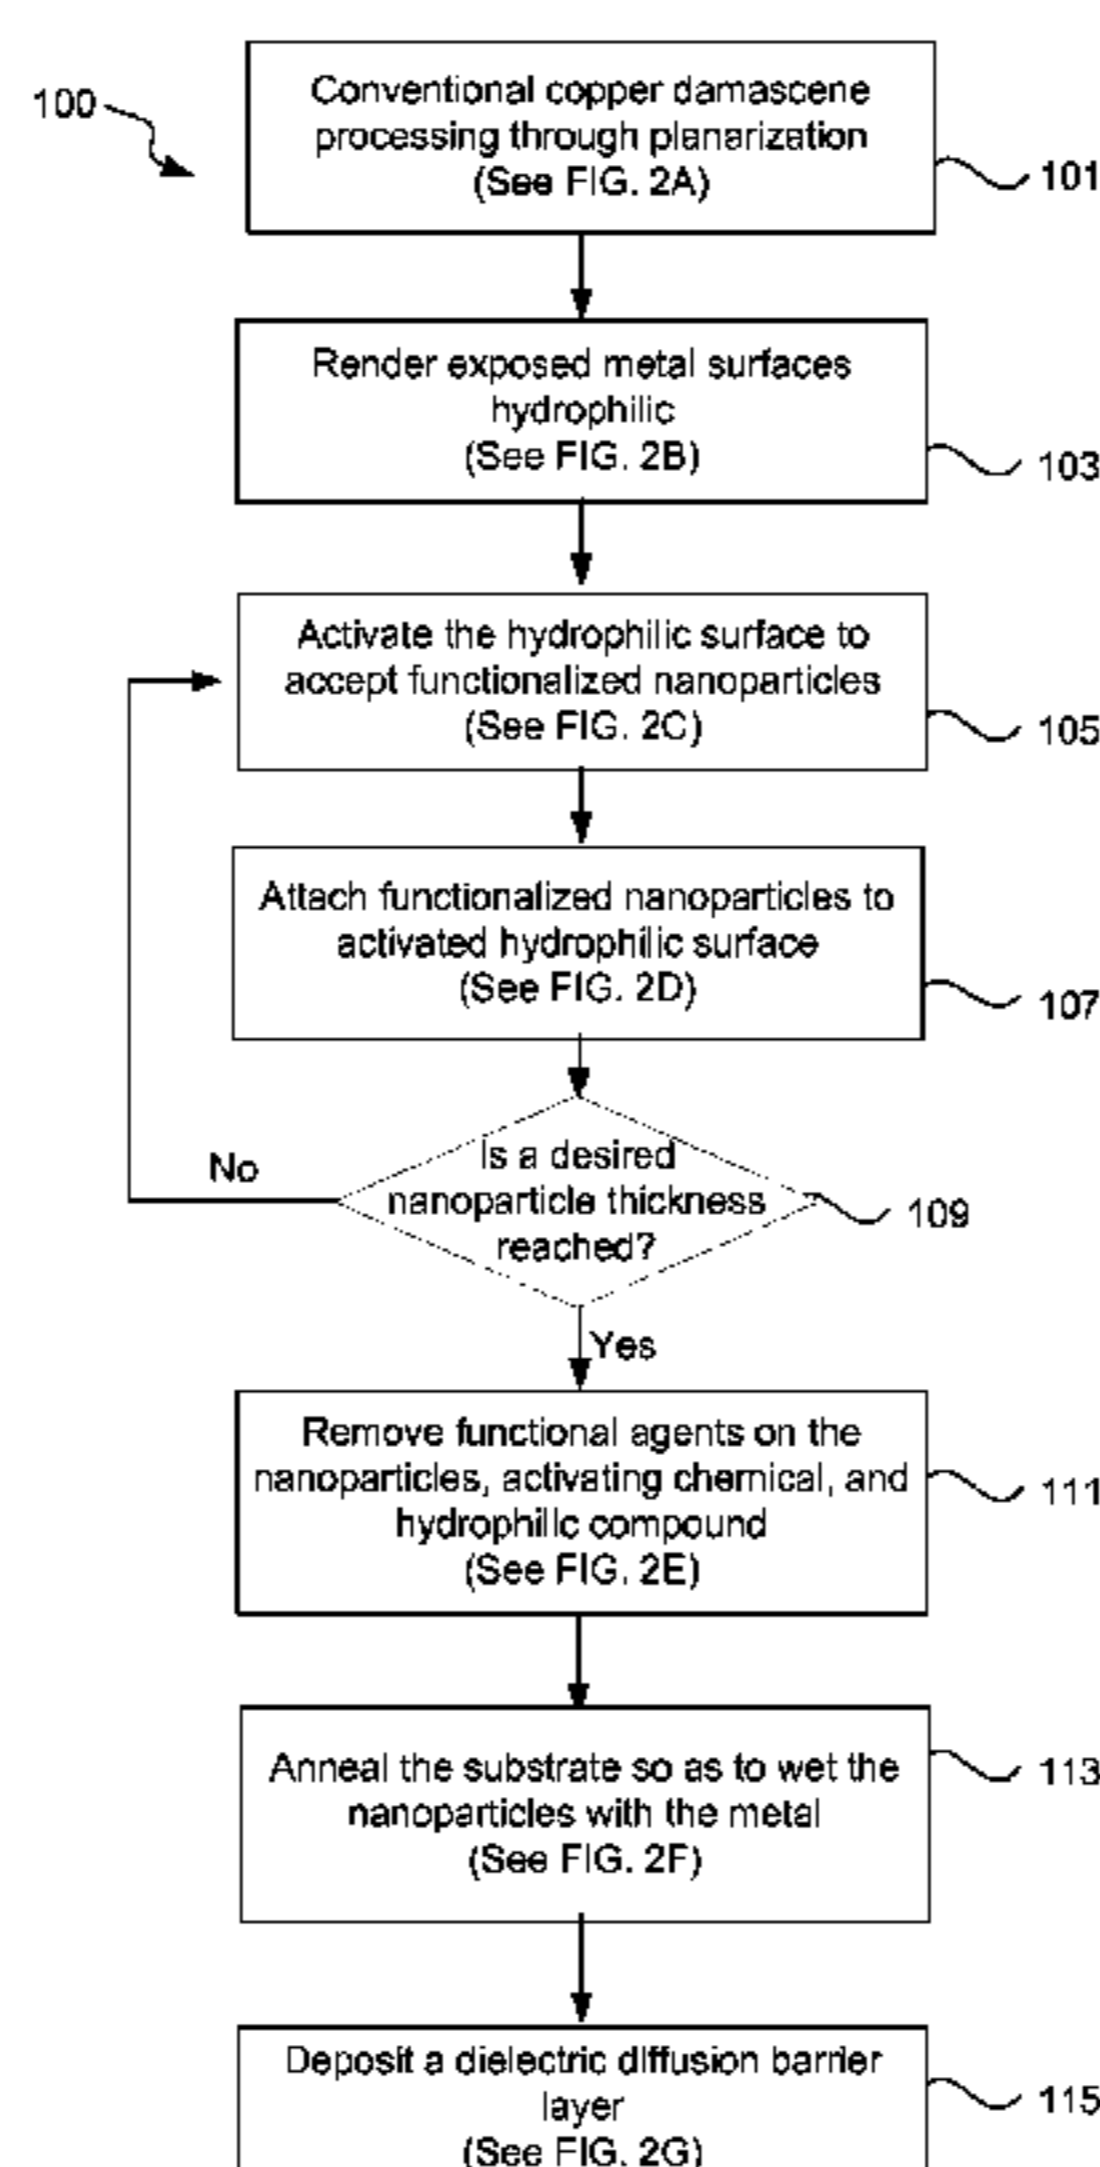 100
Conventional copper damascene
processing through planarization
(See FIG. 2A)
101
Render exposed metal surfaces
hydrophilic
(See FIG. 2B)
103
Activate the hydrophilic surface to
accept functionalized nanoparticles
(See FIG. 2C)
105
Attach functionalized nanoparticles to
activated hydrophilic surface
(See FIG. 2D)
107
Is a desired
nanoparticle thickness
reached?
109
No
Yes
Remove functional agents on the
nanoparticles, activating chemical, and
hydrophilic compound
(See FIG. 2E)
111
Anneal the substrate so as to wet the
nanoparticles with the metal
(See FIG. 2F)
113
Deposit a dielectric diffusion barrier
layer
(See FIG. 2G)
115